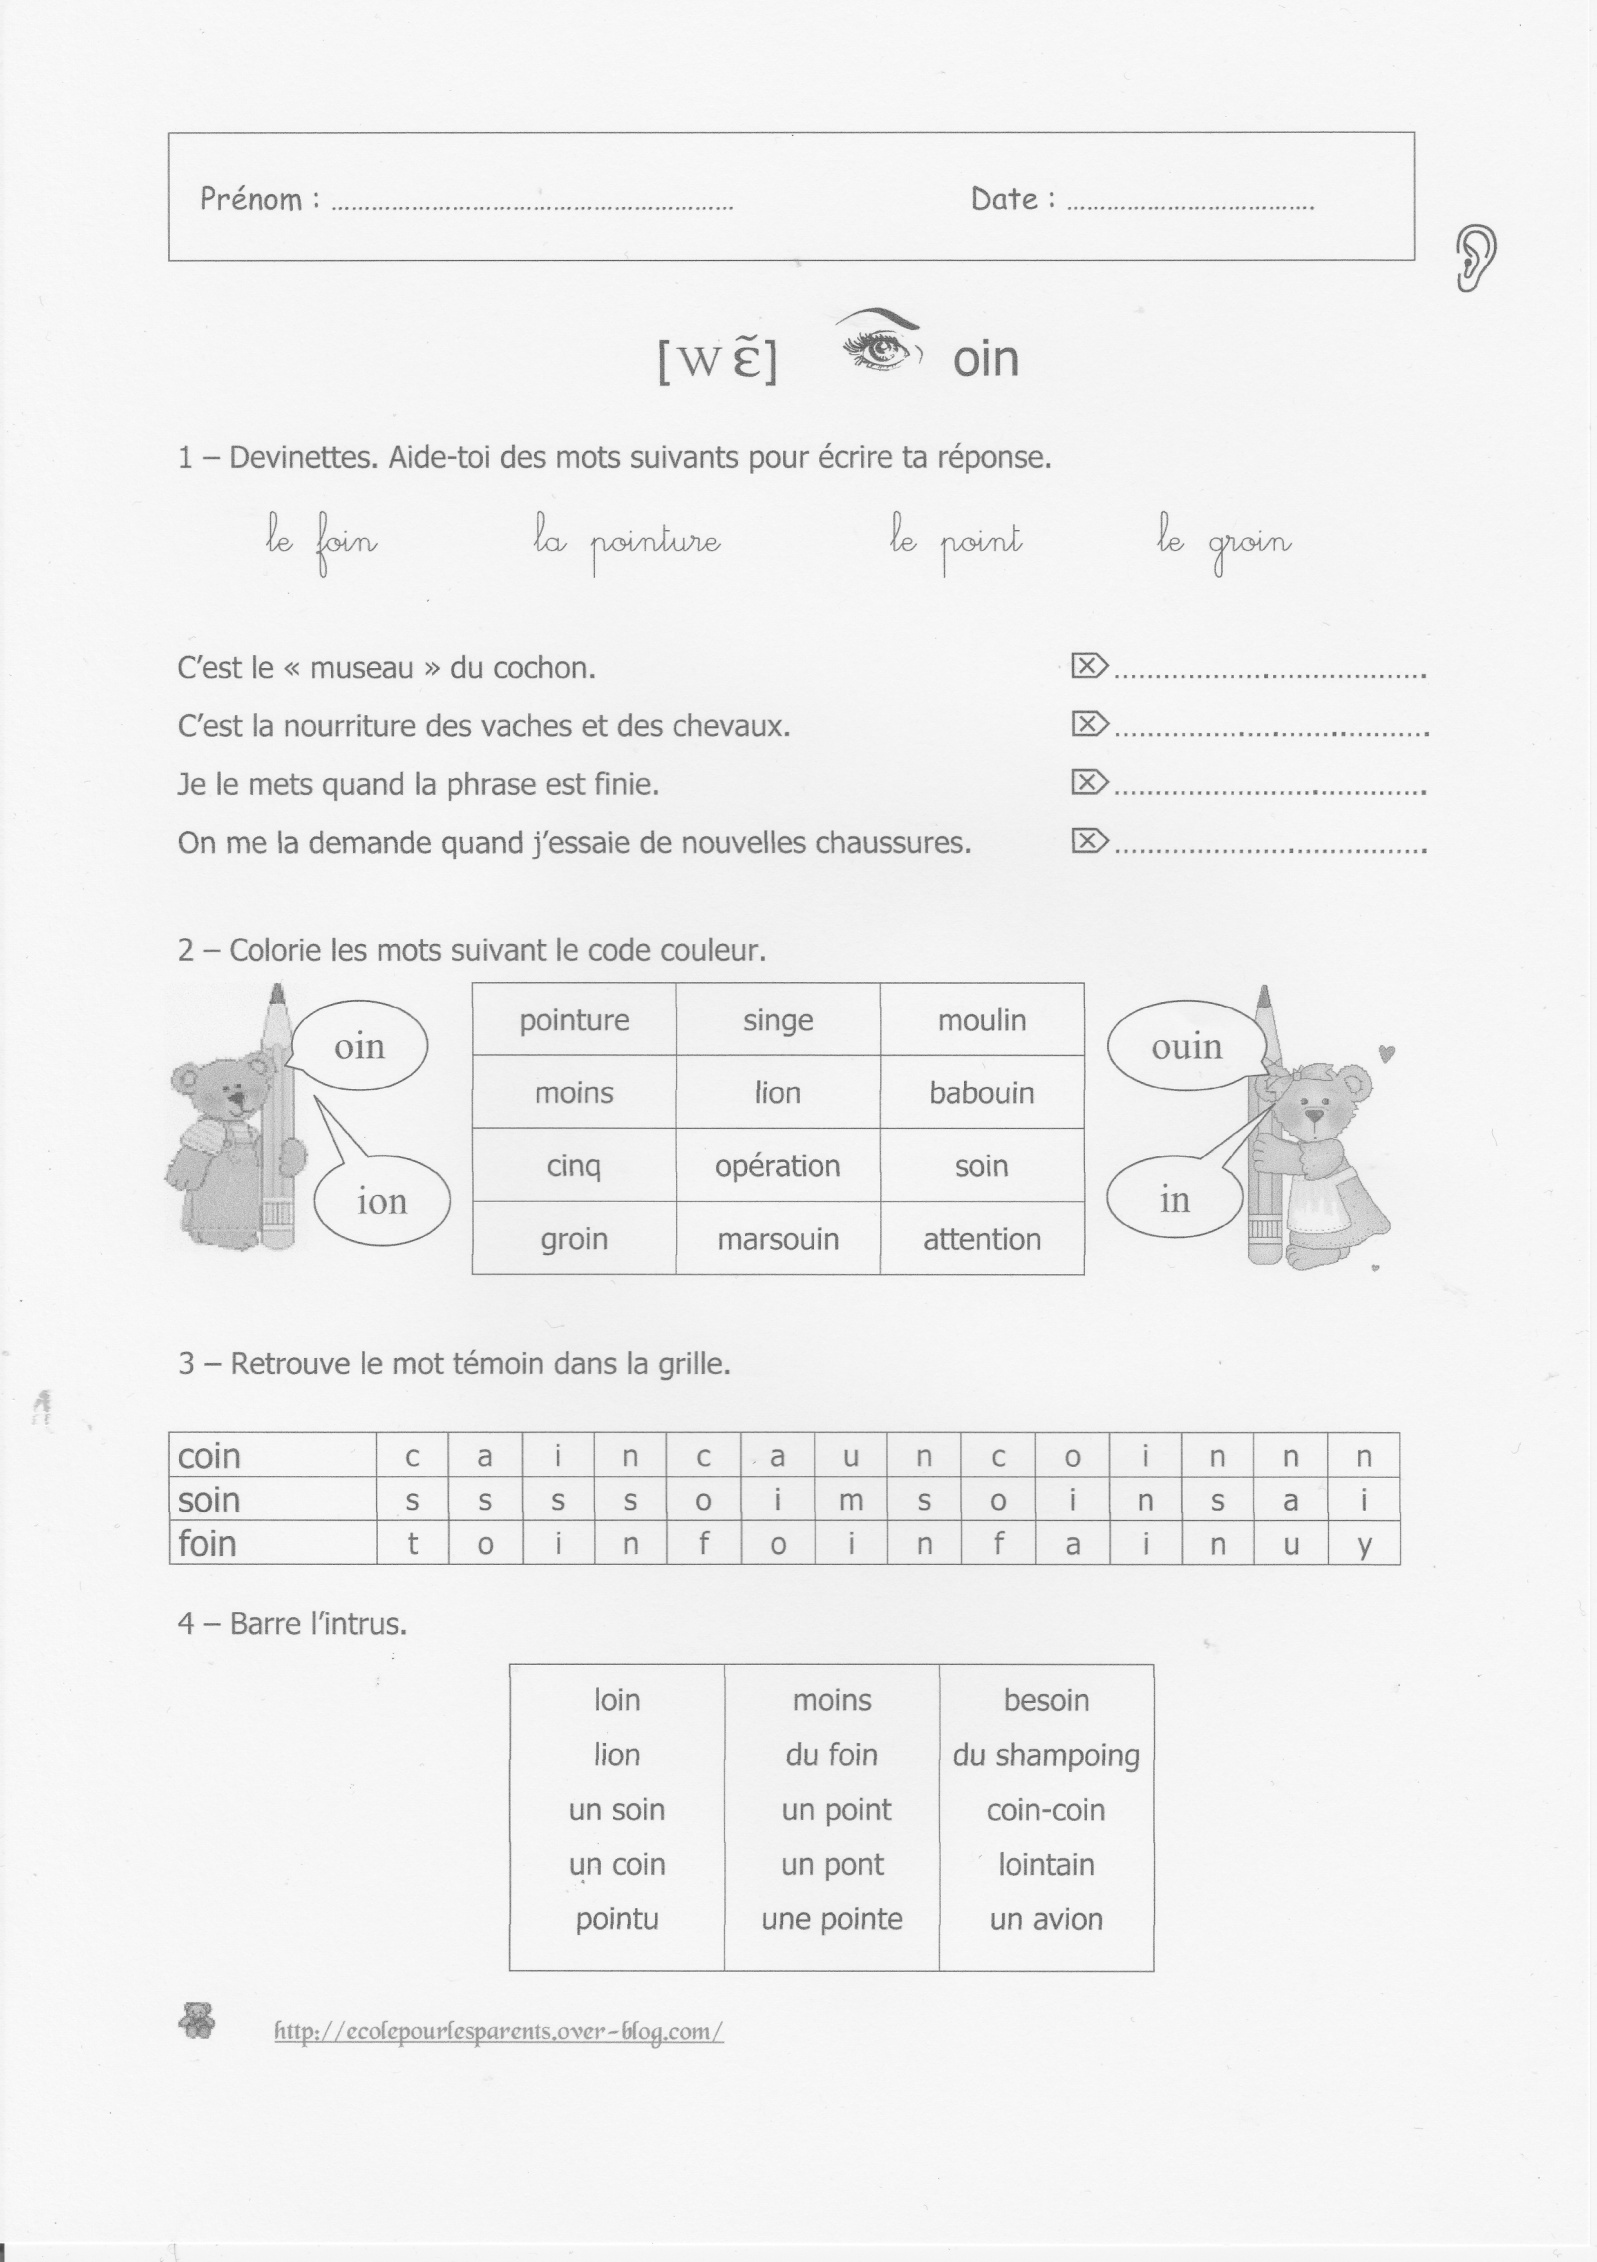 Prénom : ................................................ Date : ................................
[w ɛ̃] oin
1 – Devinettes. Aide-toi des mots suivants pour écrire ta réponse.
le foin la pointure le point le groin
C'est le « museau » du cochon. ......................................
C'est la nourriture des vaches et des chevaux. ......................................
Je le mets quand la phrase est finie. ......................................
On me la demande quand j'essaie de nouvelles chaussures. ......................................
2 – Colorie les mots suivant le code couleur.
oin
ion
pointure singe moulin
moins lion babouin
cinq opération soin
groin marsouin attention
ouin
in
3 – Retrouve le mot témoin dans la grille.
coin c a i n c a u n c o i n n n
soin s s s s o i m s o i n s a i
foin t o i n f o i n f a i n u y
4 – Barre l'intrus.
loin moins besoin
lion du foin du shampoing
un soin un point coin-coin
un coin un pont lointain
pointu une pointe un avion
http://ecolepourlesparents.over-blog.com/